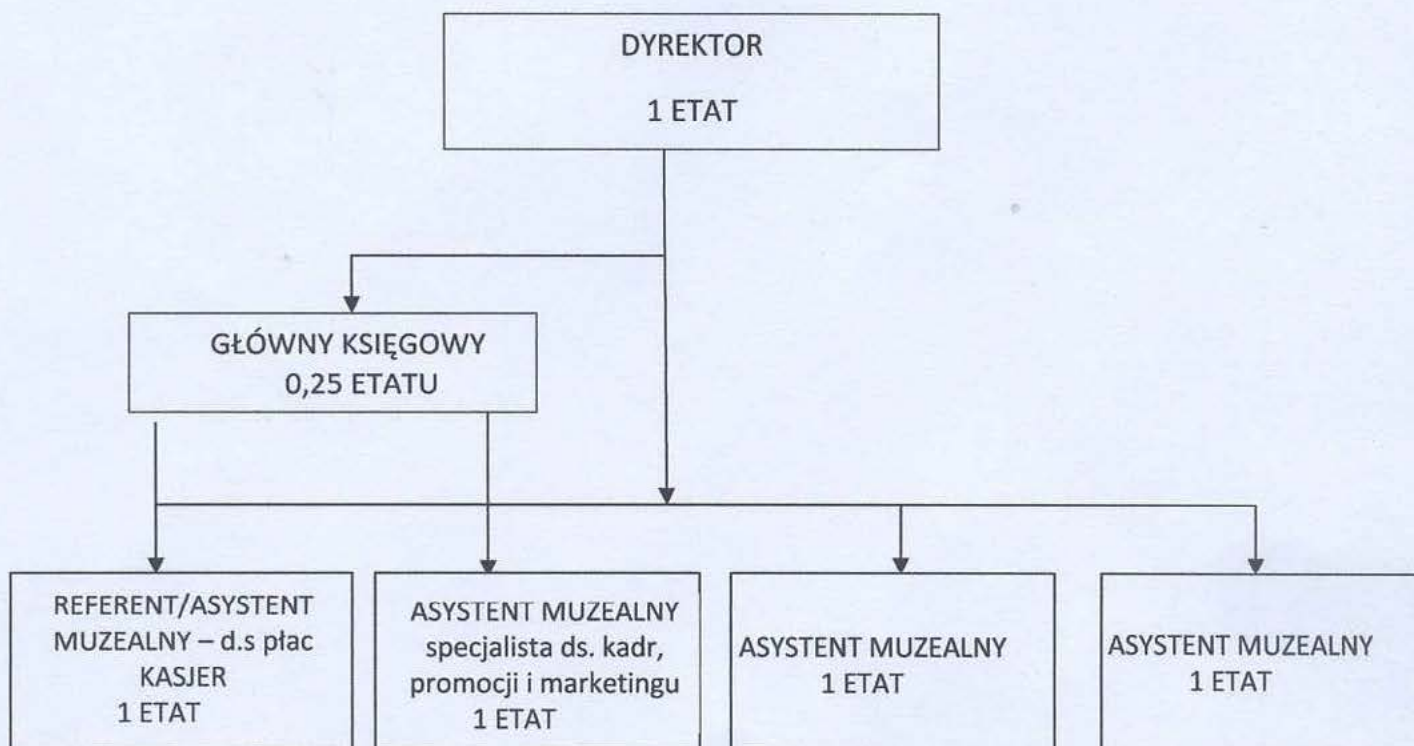 DYREKTOR
1 ETAT
GŁÓWNY KSIĘGOWY
0,25 ETATU
REFERENT/ASYSTENT
MUZEALNY – d.s płac
KASJER
1 ETAT
ASYSTENT MUZEALNY
specjalista ds. kadr,
promocji i marketingu
1 ETAT
ASYSTENT MUZEALNY
1 ETAT
ASYSTENT MUZEALNY
1 ETAT